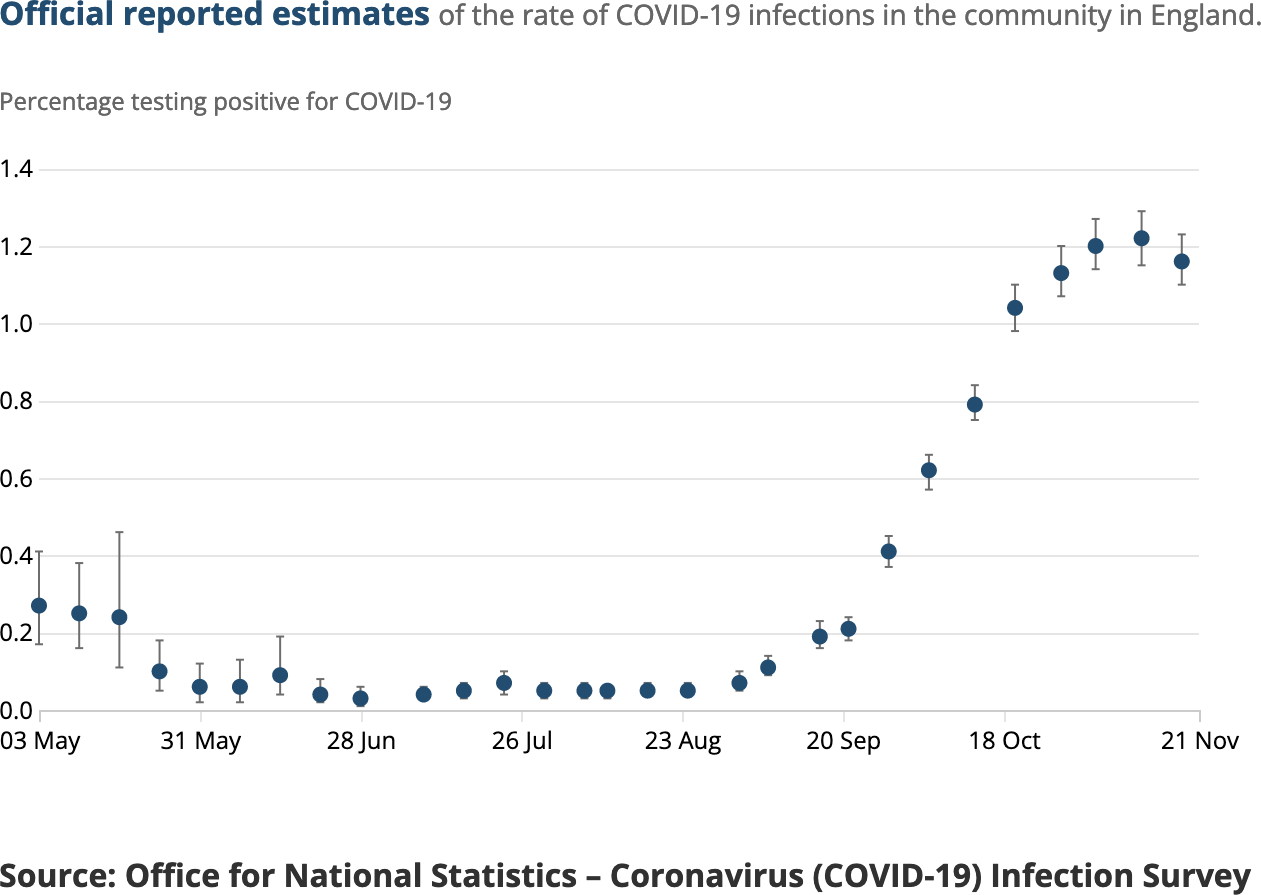 Official reported estimates of the rate of COVID-19 infections in the community in England.
Percentage testing positive for COVID-19
1.4
1.2
1.0
0.8
0.6
0.4
0.2
0.0
03 May 31 May 28 Jun 26 Jul 23 Aug 20 Sep 18 Oct 21 Nov
Source: Office for National Statistics – Coronavirus (COVID-19) Infection Survey